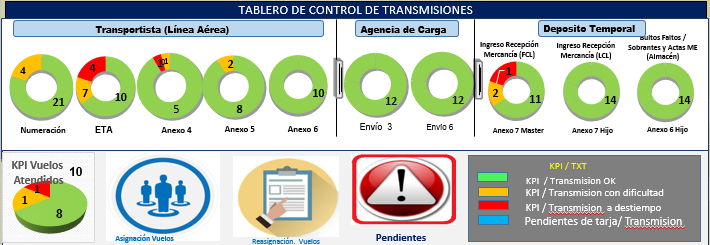 TABLERO DE CONTROL DE TRANSMISIONES
Transportista (Línea Aérea)
Agencia de Carga
Deposito Temporal
Ingreso Recepción
Mercancía (FCL)
Ingreso Recepción
Mercancía (LCL)
Bultos Faltos /
Sobrantes y Actas ME
(Almacén)
4
21
4
7
10
1
5
2
8
10
12
12
1
2
11
14
14
Numeración
ETA
Anexo 4
Anexo 5
Anexo 6
Envío 3
Envío 6
Anexo 7 Master
Anexo 7 Hijo
Anexo 6 Hijo
KPI Vuelos
Atendidos
10
1
1
8
Asignación Vuelos
Reasignación. Vuelos
Pendientes
KPI / TXT
KPI / Transmision OK
KPI / Transmision con dificultad
KPI / Transmision a destiempo
Pendientes de tarja/ Transmision